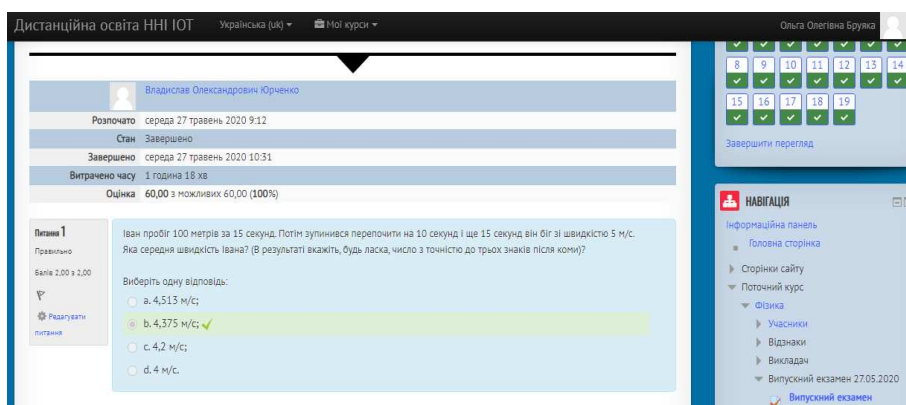 Дистанційна освіта ННІ ІОТ
Українська (uk)
Мої курси
Ольга Олегівна Бруяка
Владислав Олександрович Юрченко
Розпочато середа 27 травень 2020 9:12
Стан Завершено
Завершено середа 27 травень 2020 10:31
Витрачено часу 1 година 18 хв
Оцінка 60,00 з можливих 60,00 (100%)
Питання 1
Правильно
Балів 2,00 з 2,00
Редагувати
питання
Іван пробіг 100 метрів за 15 секунд. Потім зупинився перепочити на 10 секунд і ще 15 секунд він біг зі швидкістю 5 м/с.
Яка середня швидкість Івана? (В результаті вкажіть, будь ласка, число з точністю до трьох знаків після коми)?
Виберіть одну відповідь:
a. 4,513 м/с;
b. 4,375 м/с;
c. 4,2 м/с;
d. 4 м/с.
8 9 10 11 12 13 14
15 16 17 18 19
Завершити перегляд
НАВІГАЦІЯ
Інформаційна панель
Головна сторінка
Сторінки сайту
Поточний курс
Фізика
Учасники
Відзнаки
Викладач
Випускний екзамен 27.05.2020
Випускний екзамен